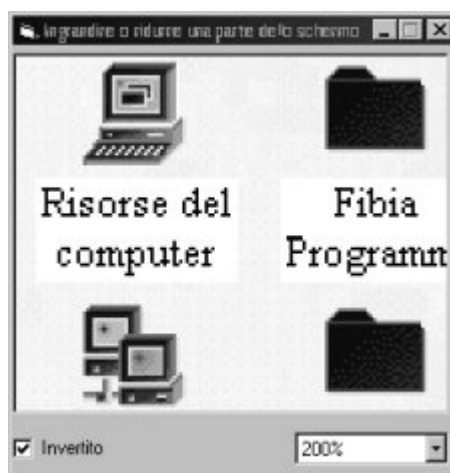 Ingrandire o ridurre una parte dello schermo
Risorse del
computer
Fibia
Programm
Invertito
200%